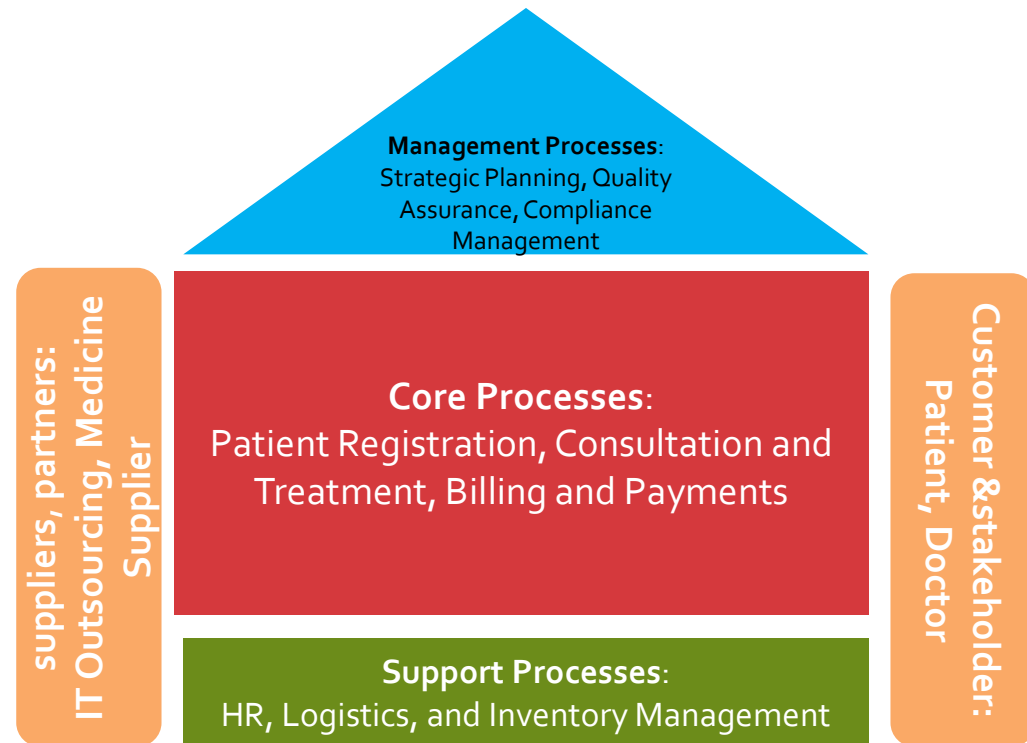 Management Processes:
Strategic Planning, Quality
Assurance, Compliance
Management
suppliers, partners:
IT Outsourcing, Medicine
Supplier
Core Processes:
Patient Registration, Consultation and
Treatment, Billing and Payments
Customer &stakeholder:
Patient, Doctor
Support Processes:
HR, Logistics, and Inventory Management